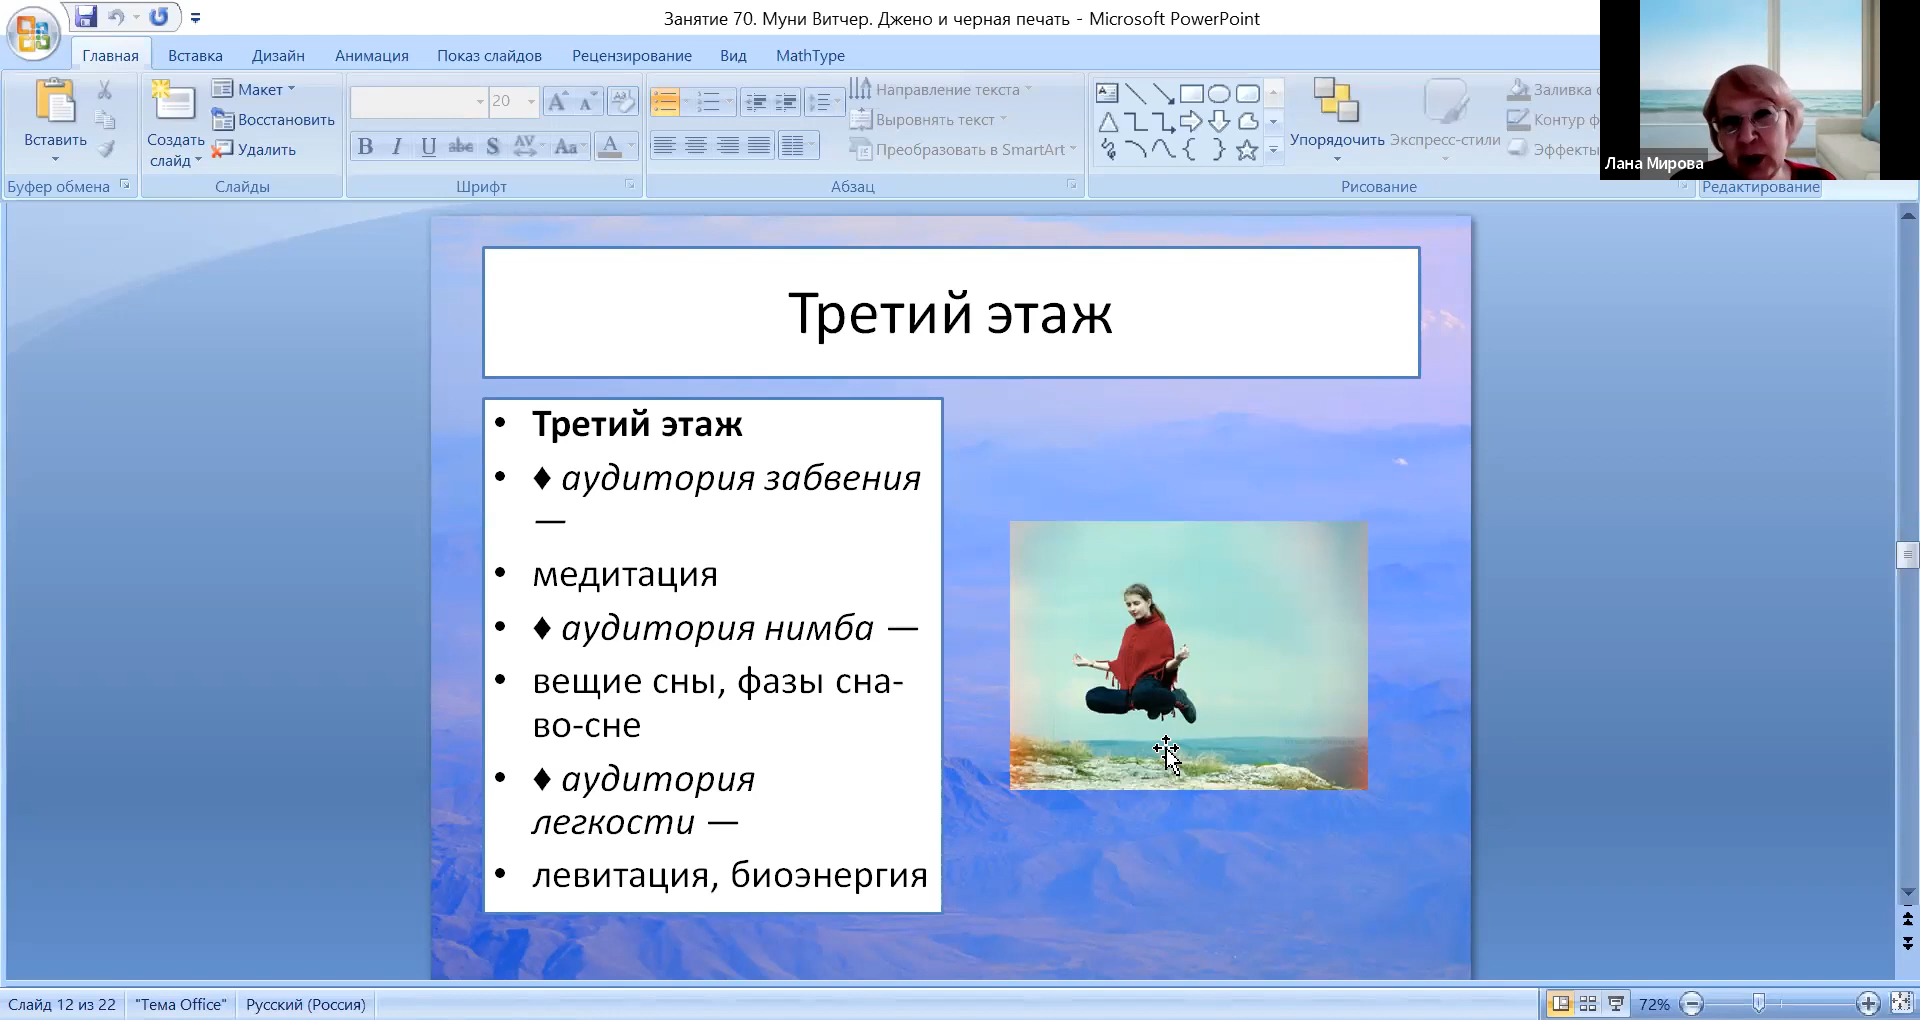 Занятие 70. Муни Витчер. Джено и черная печать - Microsoft PowerPoint
Главная Вставка Дизайн Анимация Показ слайдов Рецензирование Вид MathType
Вставить
Буфер обмена
Создать слайд
Макет
Восстановить
Удалить
Слайды
20
Шрифт
Направление текста
Выровнять текст
Преобразовать в SmartArt
Абзац
Упорядочить
Экспресс-стили
Заливка
Контур
Эффекты
Рисование
Редактирование
Лана Мирова
Третий этаж
• Третий этаж
• ♦ аудитория забвения
—
• медитация
• ♦ аудитория нимба —
• вещие сны, фазы сна-
во-сне
• ♦ аудитория
легкости —
• левитация, биоэнергия
Слайд 12 из 22 "Тема Office" Русский (Россия) 72%